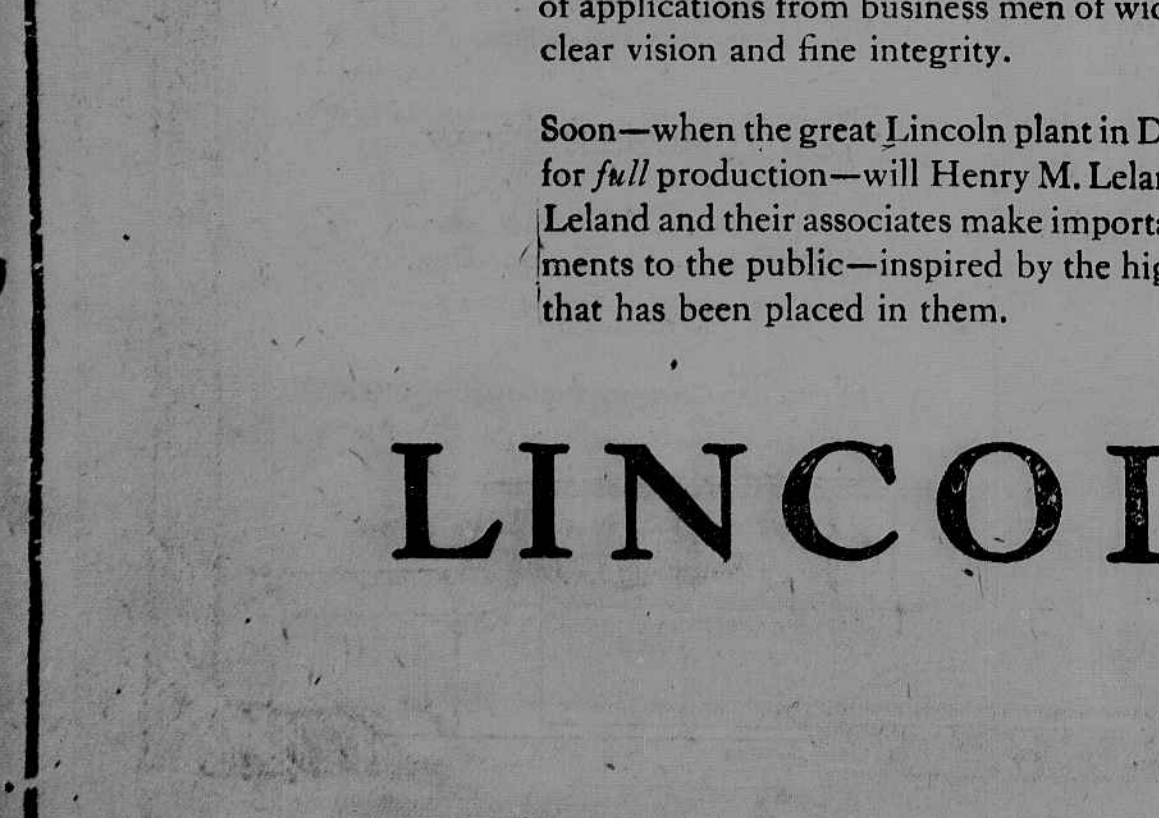 of applications from business men of
clear vision and fine integrity.
Soon—when the great Lincoln plant in
for full production—will Henry M.
Leland and their associates make
ments to the public—inspired by the
that has been placed in them.
LINCOL